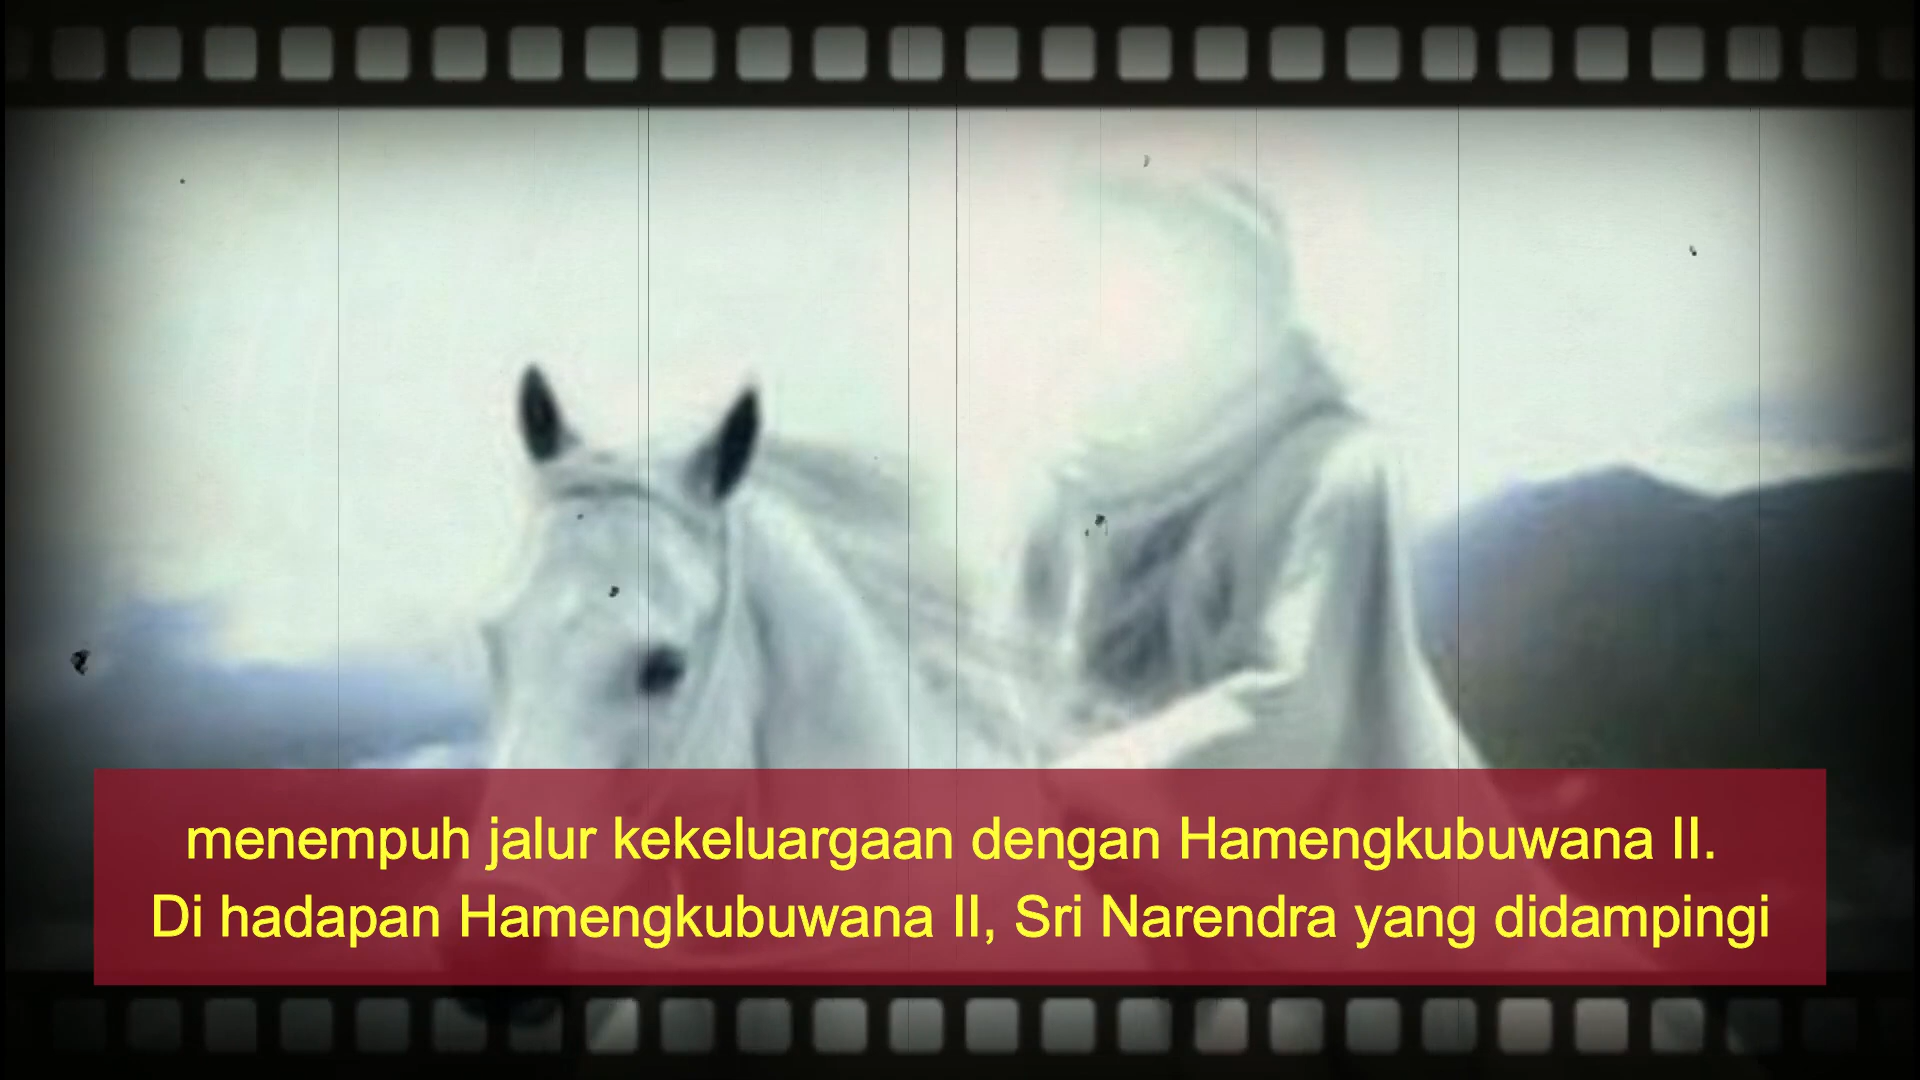 menempuh jalur kekeluargaan dengan Hamengkubuwana II.
Di hadapan Hamengkubuwana II, Sri Narendra yang didampingi